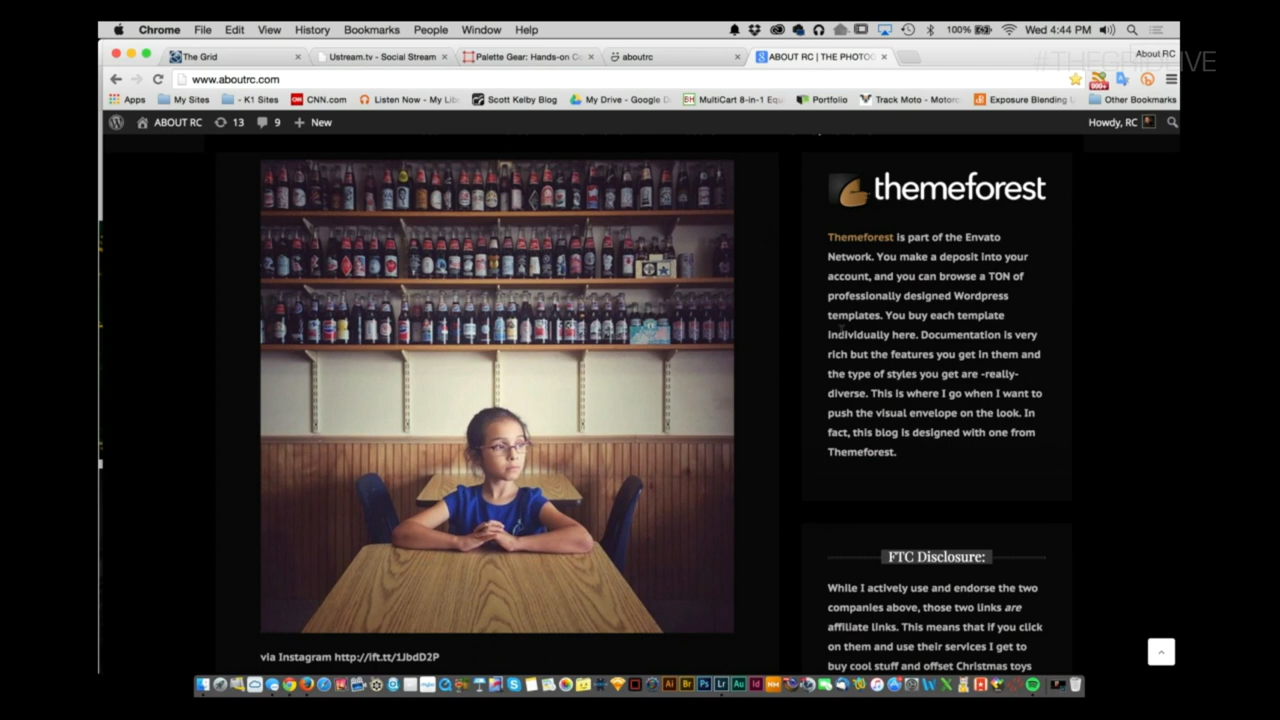 Chrome File Edit View History Bookmarks People Window Help 100% Wed 4:44 PM
#THEGRIDLIVE
The Grid Ustream.tv - Social Stream Palette Gear: Hands-on Co aboutrc ABOUT RC | THE PHOTOG About RC
www.aboutrc.com
Apps My Sites - K1 Sites CNN.com Listen Now - My Lib Scott Kelby Blog My Drive - Google D MultiCart 8-in-1 Equ Portfolio Track Moto - Motorc Exposure Blending Other Bookmarks
ABOUT RC 13 9 New Howdy, RC
themeforest
Themeforest is part of the Envato
Network. You make a deposit into your
account, and you can browse a TON of
professionally designed Wordpress
templates. You buy each template
individually here. Documentation is very
rich but the features you get in them and
the type of styles you get are -really-
diverse. This is where I go when I want to
push the visual envelope on the look. In
fact, this blog is designed with one from
Themeforest.
FTC Disclosure:
While I actively use and endorse the two
companies above, those two links are
affiliate links. This means that if you click
on them and use their services I get to
buy cool stuff and offset Christmas toys
via Instagram http://ift.tt/1JbdD2P